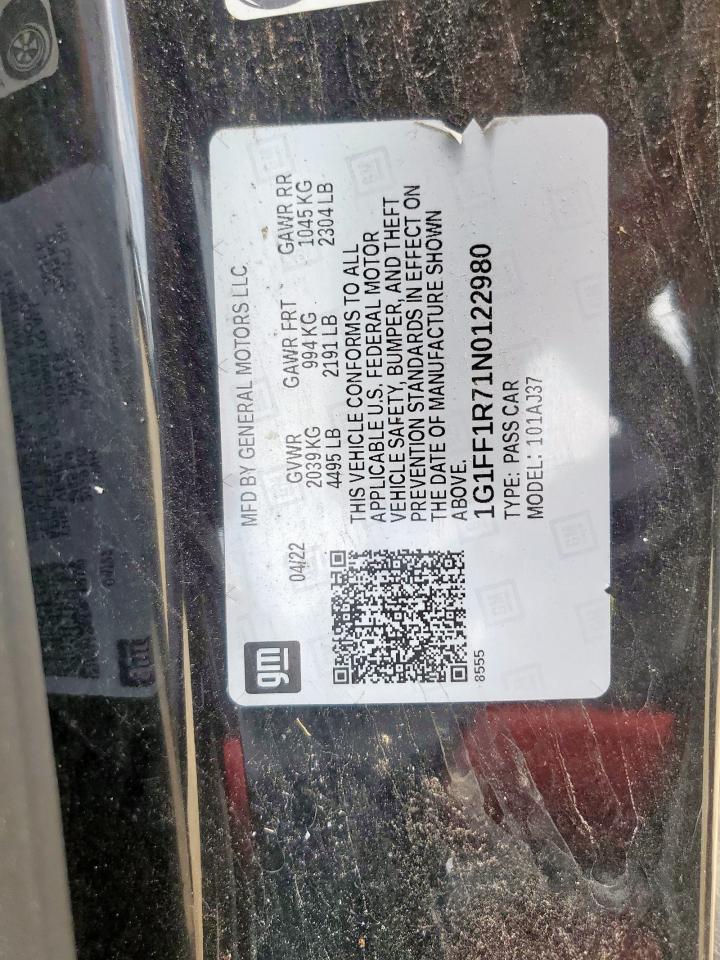 gm
MFD BY GENERAL MOTORS LLC
04/22 GVWR GAWR FRT GAWR RR
2039 KG 994 KG 1045 KG
4495 LB 2191 LB 2304 LB
THIS VEHICLE CONFORMS TO ALL
APPLICABLE U.S. FEDERAL MOTOR
VEHICLE SAFETY, BUMPER, AND THEFT
PREVENTION STANDARDS IN EFFECT ON
THE DATE OF MANUFACTURE SHOWN
ABOVE.
1G1FF1R71N0122980
8555 TYPE: PASS CAR
MODEL: 101AJ37